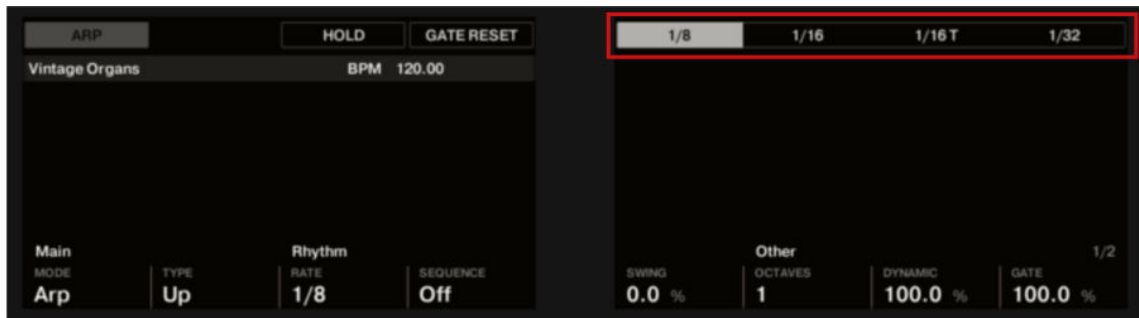 ARP HOLD GATE RESET 1/8 1/16 1/16 T 1/32
Vintage Organs BPM 120.00
Main Rhythm Other 1/2
MODE TYPE RATE SEQUENCE SWING OCTAVES DYNAMIC GATE
Arp Up 1/8 Off 0.0 % 1 100.0 % 100.0 %